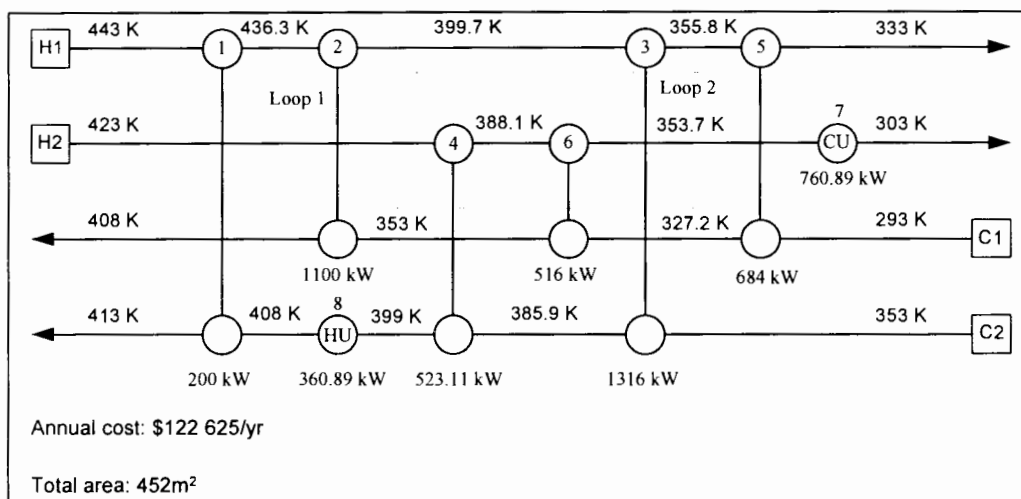 443 K 436.3 K 399.7 K 355.8 K 333 K
H1 1 2 3 5
Loop 1 Loop 2
423 K 388.1 K 353.7 K 7 303 K
H2 4 6 CU
760.89 kW
408 K 353 K 327.2 K 293 K
C1
1100 kW 516 kW 684 kW
413 K 408 K 8 399 K 385.9 K 353 K
HU C2
200 kW 360.89 kW 523.11 kW 1316 kW
Annual cost: $122 625/yr
Total area: 452m²